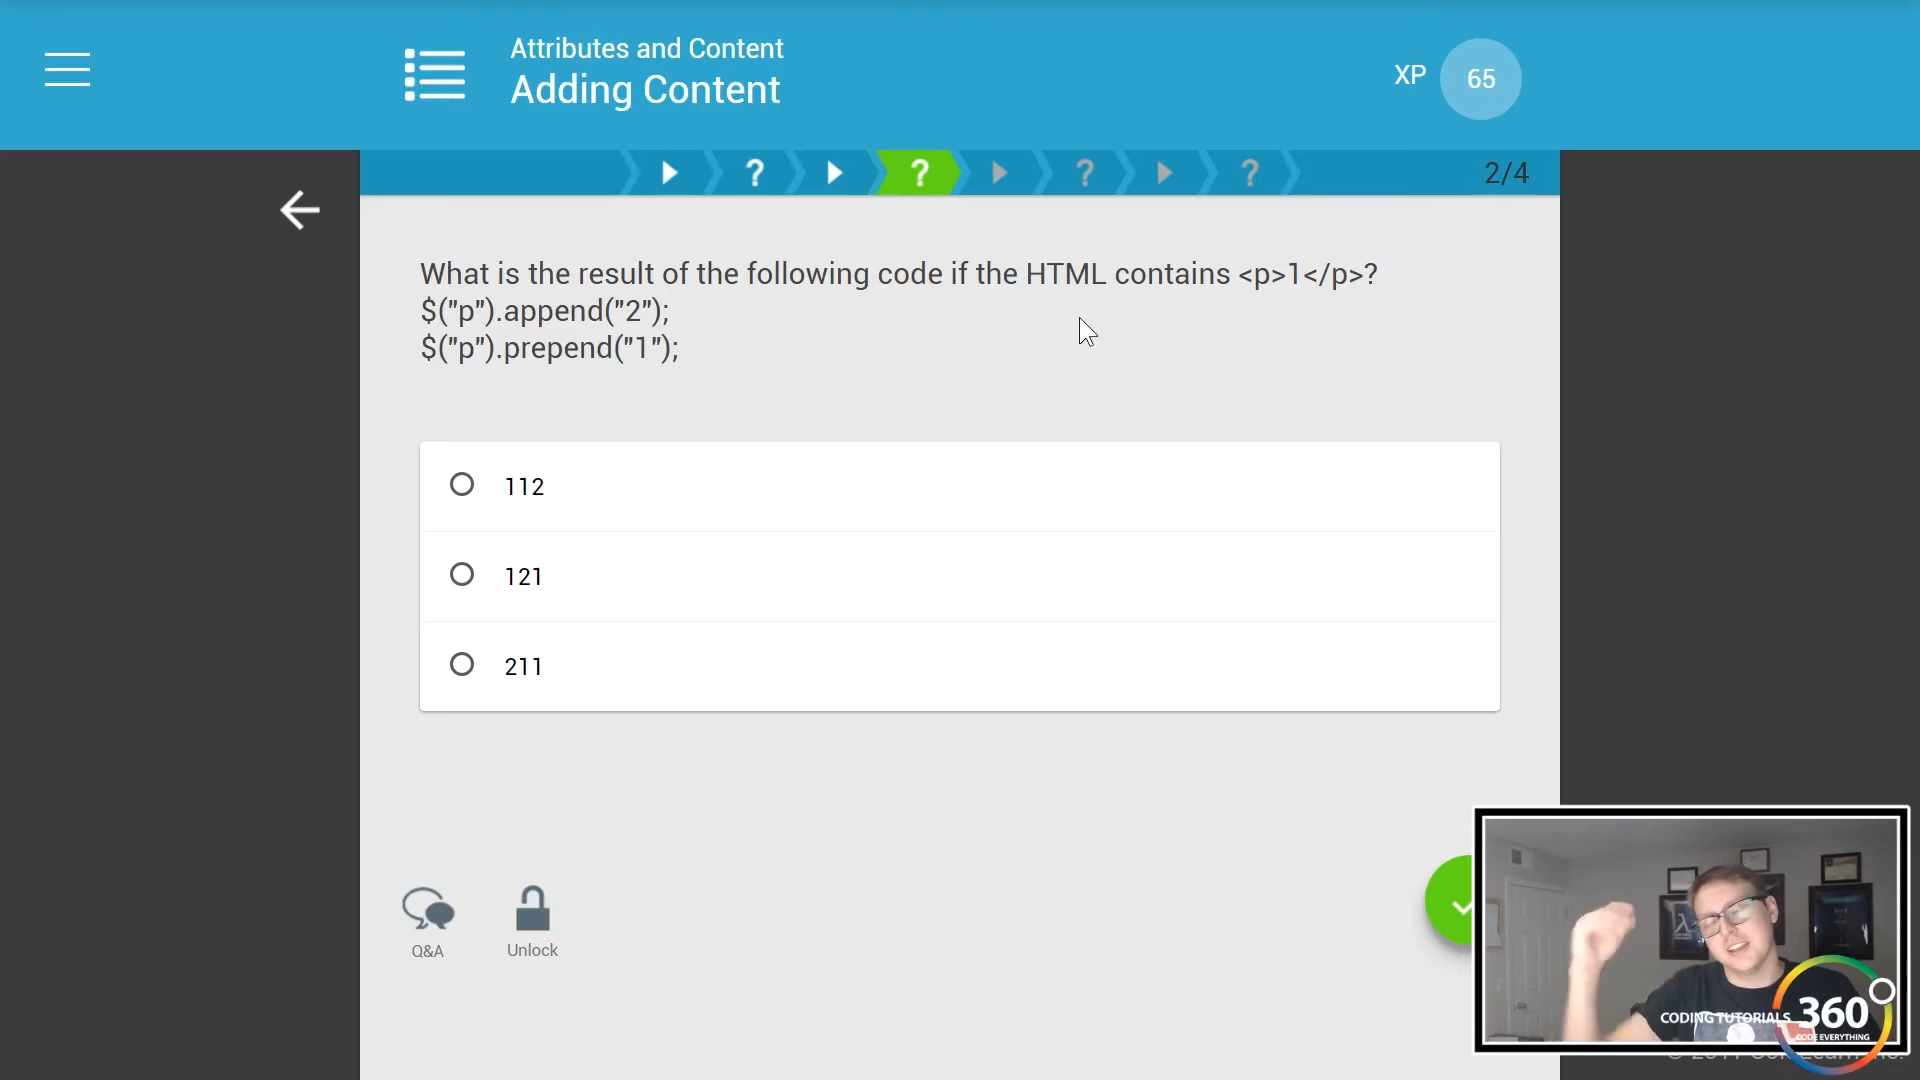 Attributes and Content
Adding Content
XP 65
? ? ? ? 2/4
What is the result of the following code if the HTML contains <p>1</p>?
$("p").append("2");
$("p").prepend("1");
112
121
211
Q&A
Unlock
CODING TUTORIALS 360
CODE EVERYTHING